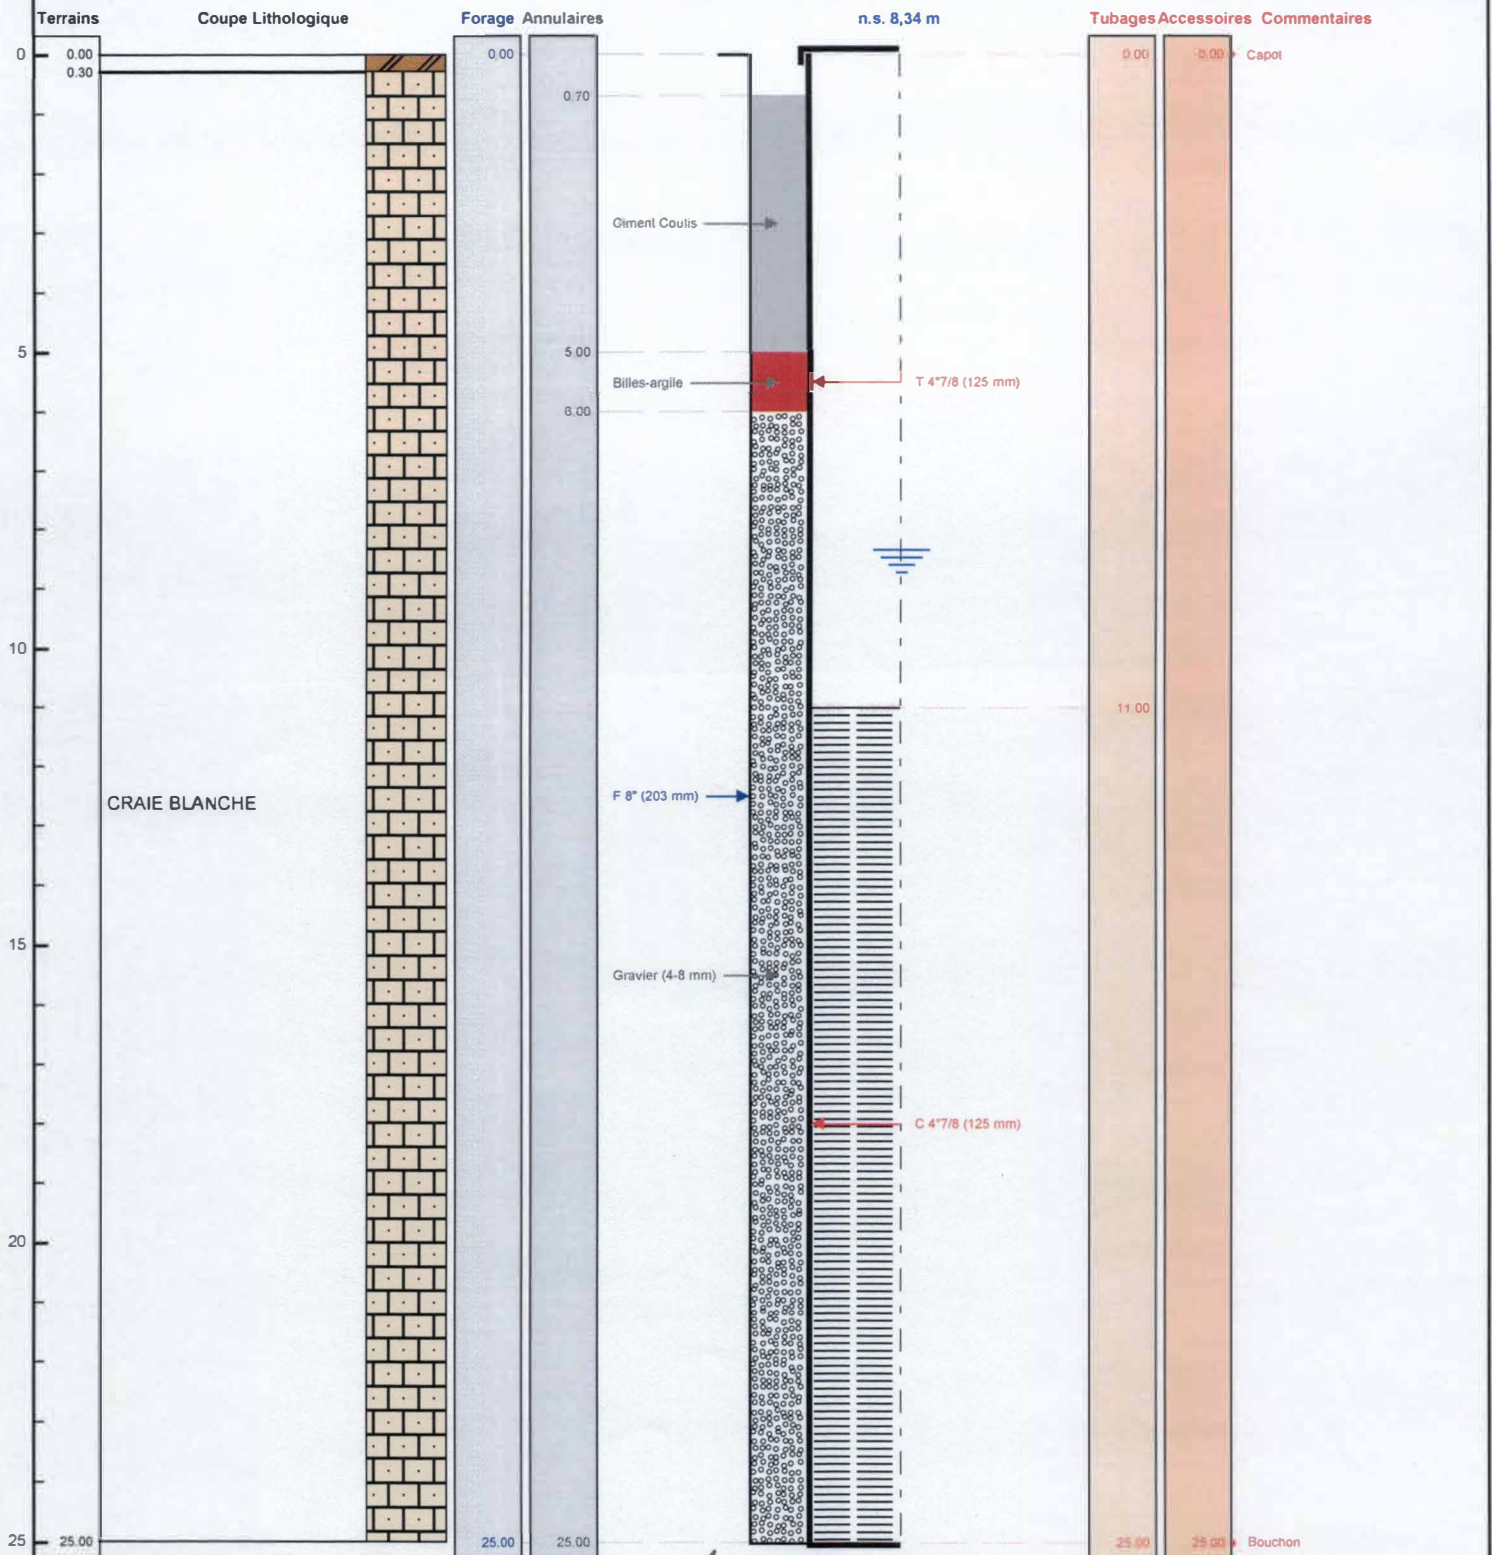 Terrains Coupe Lithologique Forage Annulaires n.s. 8,34 m Tubages Accessoires Commentaires
0 0.00 0.00 0.00 0.00 Capot
0.30
0.70
Ciment Coulis
5 5.00
Billes-argile T 4"7/8 (125 mm)
6.00
10
11.00
F 8" (203 mm)
CRAIE BLANCHE
15
Gravier (4-8 mm)
C 4"7/8 (125 mm)
20
25 25.00 25.00 25.00 25.00 25.00 Bouchon